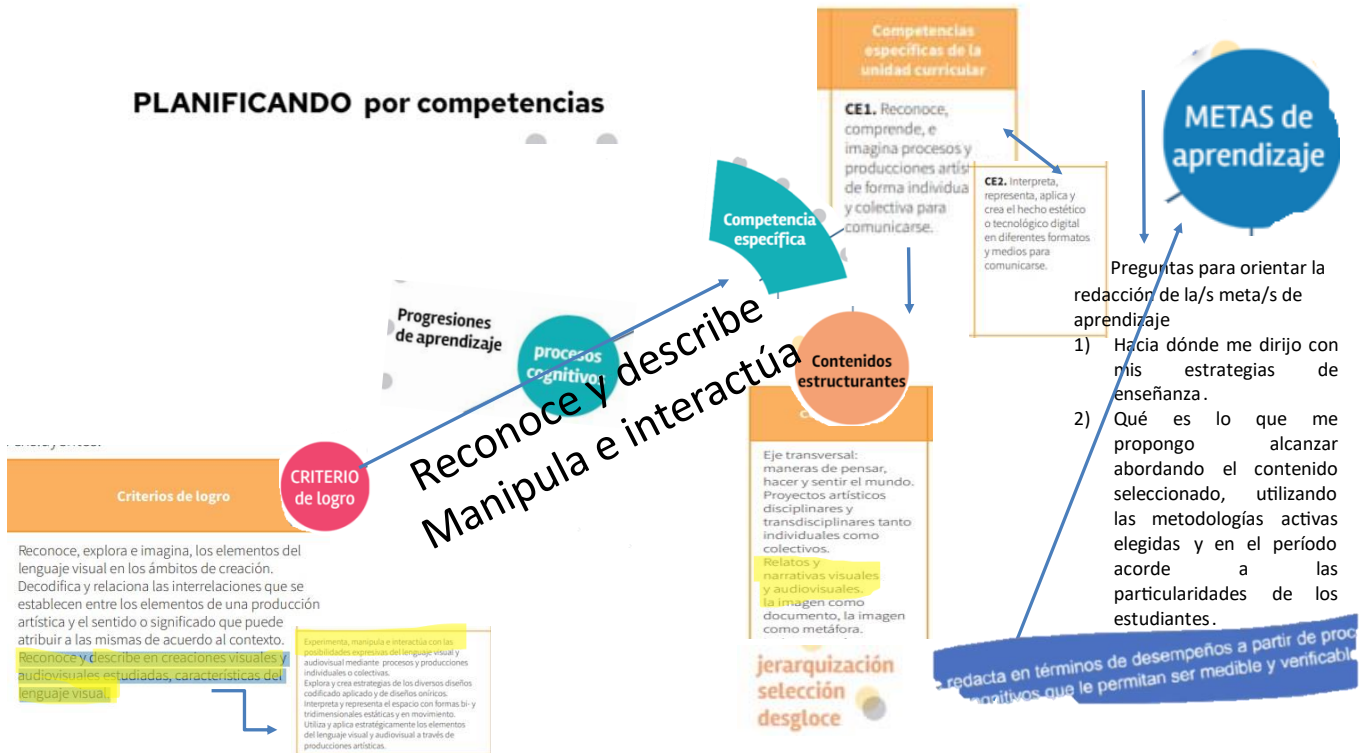 PLANIFICANDO por competencias
Competencias
específicas de la
unidad curricular
CE1. Reconoce,
comprende, e
imagina procesos y
producciones artís
de forma individua
y colectiva para
comunicarse.
CE2. Interpreta,
representa, aplica y
crea el hecho estético
o tecnológico digital
en diferentes formatos
y medios para
comunicarse.
METAS de
aprendizaje
Preguntas para orientar la
redacción de la/s meta/s de
aprendizaje
1) Hacia dónde me dirijo con
mis estrategias de
enseñanza.
2) Qué es lo que me
propongo alcanzar
abordando el contenido
seleccionado, utilizando
las metodologías activas
elegidas y en el período
acorde a las
particularidades de los
estudiantes.
redacta en términos de desempeños a partir de proc
cognitivos que le permitan ser medible y verificable
Competencia
específica
Progresiones
de aprendizaje
procesos
cognitivos
Reconoce y describe
Manipula e interactúa
Contenidos
estructurantes
Eje transversal:
maneras de pensar,
hacer y sentir el mundo.
Proyectos artísticos
disciplinares y
transdisciplinares tanto
individuales como
colectivos.
Relatos y
narrativas visuales
y audiovisuales.
la imagen como
documento, la imagen
como metáfora.
jerarquización
selección
desgloce
CRITERIO
de logro
Criterios de logro
Reconoce, explora e imagina, los elementos del
lenguaje visual en los ámbitos de creación.
Decodifica y relaciona las interrelaciones que se
establecen entre los elementos de una producción
artística y el sentido o significado que puede
atribuir a las mismas de acuerdo al contexto.
Reconoce y describe en creaciones visuales y
audiovisuales estudiadas, características del
lenguaje visual.
Experimenta, manipula e interactúa con las
posibilidades expresivas del lenguaje visual y
audiovisual mediante procesos y producciones
individuales o colectivas.
Explora y crea estrategias de los diversos diseños
codificado aplicado y de diseños oníricos.
Interpreta y representa el espacio con formas bi- y
tridimensionales estáticas y en movimiento.
Utiliza y aplica estratégicamente los elementos
del lenguaje visual y audiovisual a través de
producciones artísticas.